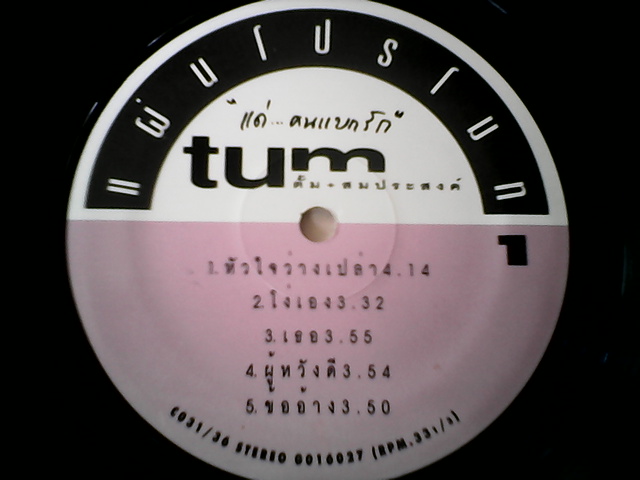 แผ่นโปรโมท
"แด่...คนแบกรัก"
tum
ตั้ม + สมประสงค์
1
1. หัวใจว่างเปล่า 4.14
2. โง่เอง 3.32
3. เธอ 3.55
4. ผู้หวังดี 3.54
5. ข้ออ้าง 3.50
C031/36 STEREO 0016027 (RPM.33 1/3)